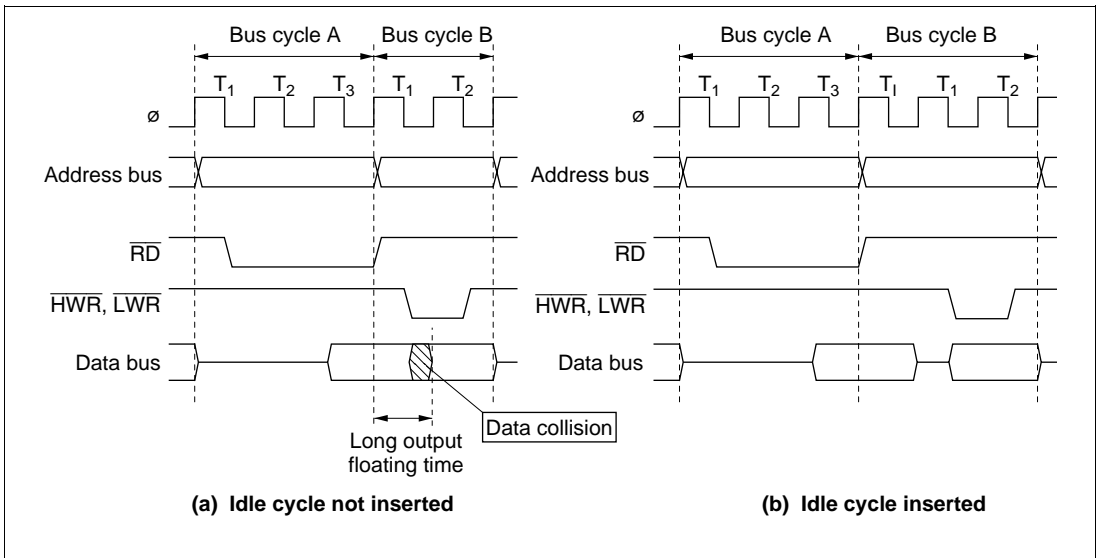 Bus cycle A
Bus cycle B
T1 T2 T3 T1 T2
ø
Address bus
RD
HWR, LWR
Data bus
Data collision
Long output
floating time
(a) Idle cycle not inserted
Bus cycle A
Bus cycle B
T1 T2 T3 TI T1 T2
ø
Address bus
RD
HWR, LWR
Data bus
(b) Idle cycle inserted